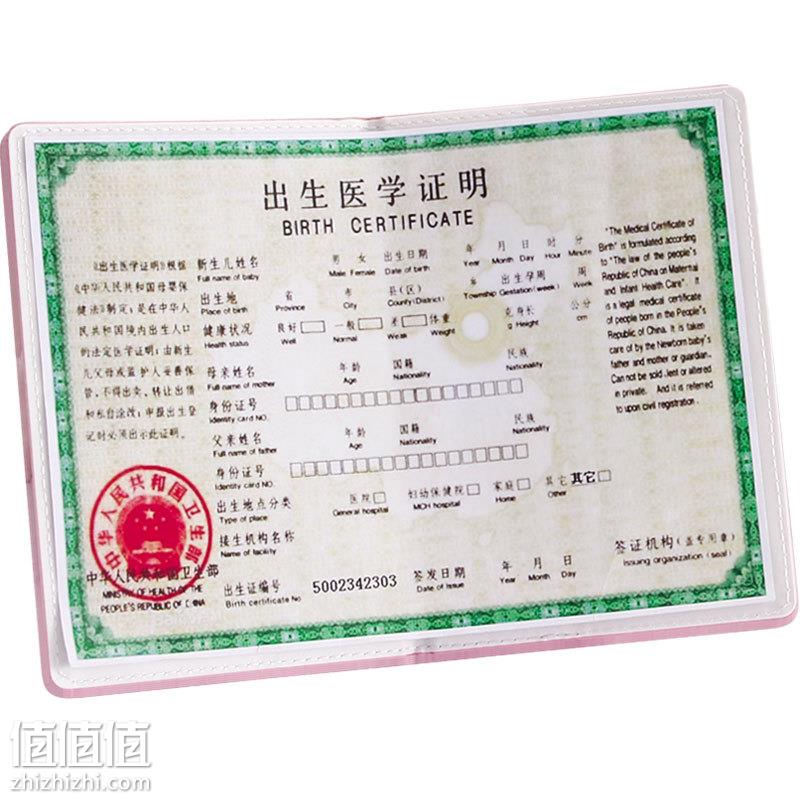 出生医学证明
BIRTH CERTIFICATE
《出生医学证明》根据
《中华人民共和国母婴保
健法》制定，是在中华人
民共和国境内出生人口
的法定医学证明，由新生
儿父母或监护人妥善保
管，不得出卖、转让出借
和私自涂改，申报出生登
记时必须出示此证明。
中华人民共和国卫生部
中华人民共和国卫生部
MINISTRY OF HEALTH OF THE
PEOPLE'S REPUBLIC OF CHINA
新生儿姓名 男 女 出生日期 年 月 日 时 分
Full name of baby Male Female Date of birth Year Month Day Hour Minute
出生地 省 市 县(区) 乡 出生孕周 周
Place of birth Province City County(District) Township Gestation(week) Week
健康状况 良好 一般 差 体重 克 身长 公分
Health status Well Normal Weak Weight g Height cm
母亲姓名 年龄 国籍 民族
Full name of mother Age Nationality Nationality
身份证号
Identity card NO.
父亲姓名 年龄 国籍 民族
Full name of father Age Nationality Nationality
身份证号
Identity card NO.
出生地点分类 医院 妇幼保健院 家庭 其它 其它
Type of place General hospital MCH hospital Home Other
接生机构名称
Name of facility
出生证编号 5002342303 签发日期 年 月 日
Birth certificate No Date of Issue Year Month Day
签证机构(盖专用章)
Issuing organization (seal)
"The Medical Certificate of
Birth" is formulated according
to "The law of the people's
Republic of China on Maternal
and Infant Health Care". It
is a legal medical certificate
of people born in the People's
Republic of China. It is taken
care of by the Newborn baby's
father and mother or guardian.
Can not be sold ,lent or altered
in private. And it is referred
to upon civil registration.
值值值
zhizhizhi.com